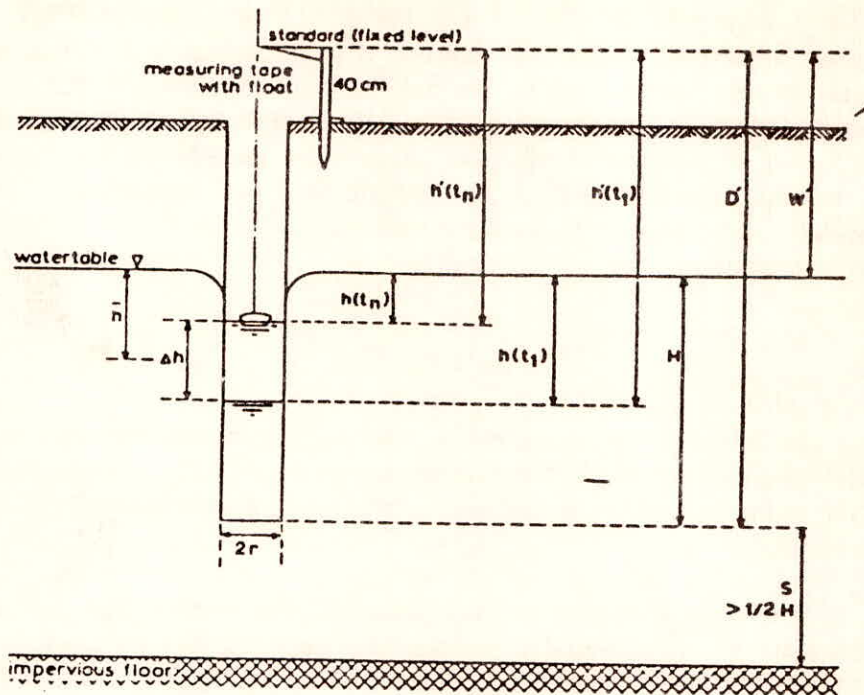 standard (fixed level)
measuring tape
with float
40 cm
h'(tn)
h'(t1)
D'
W'
watertable
h̄
h(tn)
Δh
h(t1)
H
2r
S
>1/2 H
impervious floor